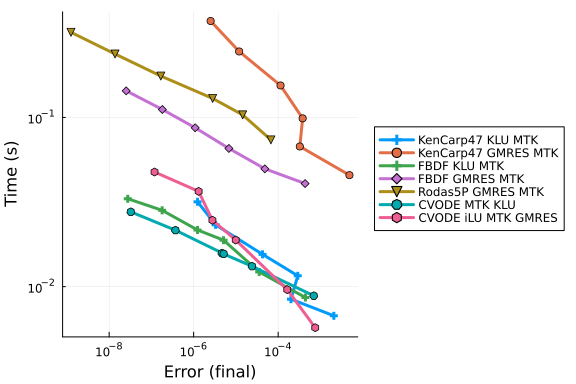 Time (s)
10⁻¹
10⁻²
10⁻⁸
10⁻⁶
10⁻⁴
Error (final)
KenCarp47 KLU MTK
KenCarp47 GMRES MTK
FBDF KLU MTK
FBDF GMRES MTK
Rodas5P GMRES MTK
CVODE MTK KLU
CVODE iLU MTK GMRES